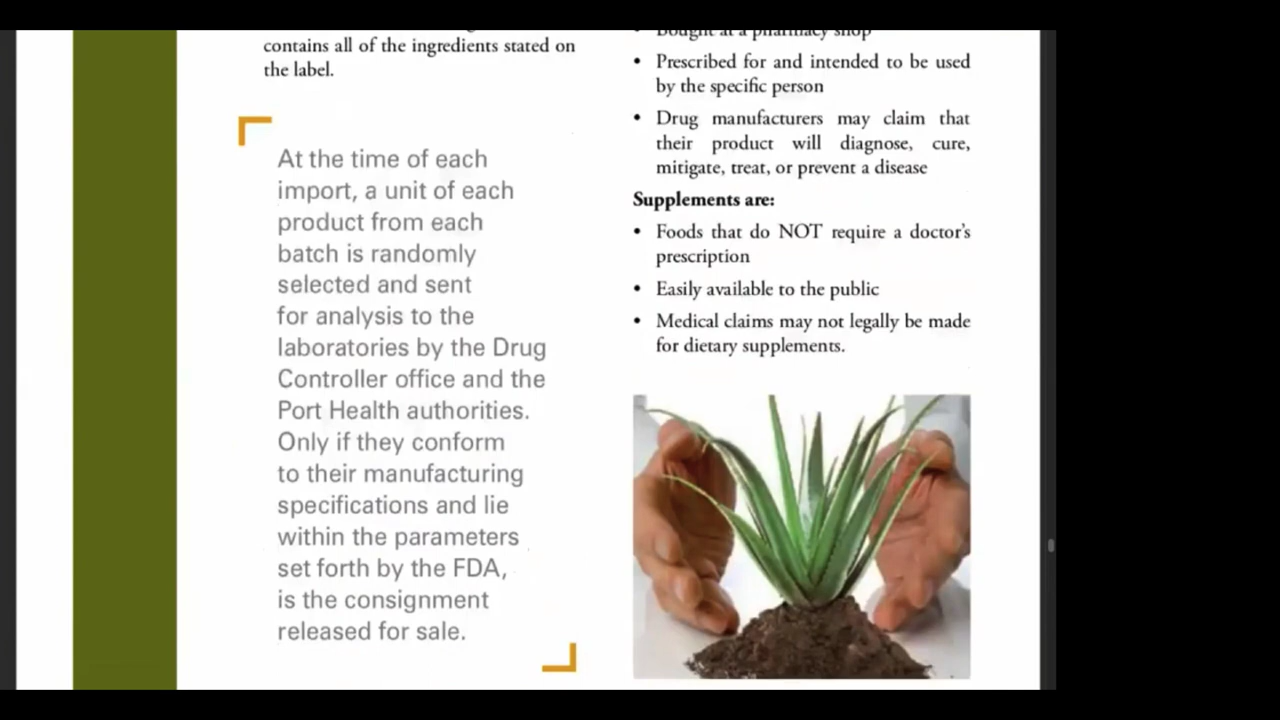 contains all of the ingredients stated on
the label.
At the time of each
import, a unit of each
product from each
batch is randomly
selected and sent
for analysis to the
laboratories by the Drug
Controller office and the
Port Health authorities.
Only if they conform
to their manufacturing
specifications and lie
within the parameters
set forth by the FDA,
is the consignment
released for sale.
• Bought at a pharmacy shop
• Prescribed for and intended to be used
by the specific person
• Drug manufacturers may claim that
their product will diagnose, cure,
mitigate, treat, or prevent a disease
Supplements are:
• Foods that do NOT require a doctor's
prescription
• Easily available to the public
• Medical claims may not legally be made
for dietary supplements.